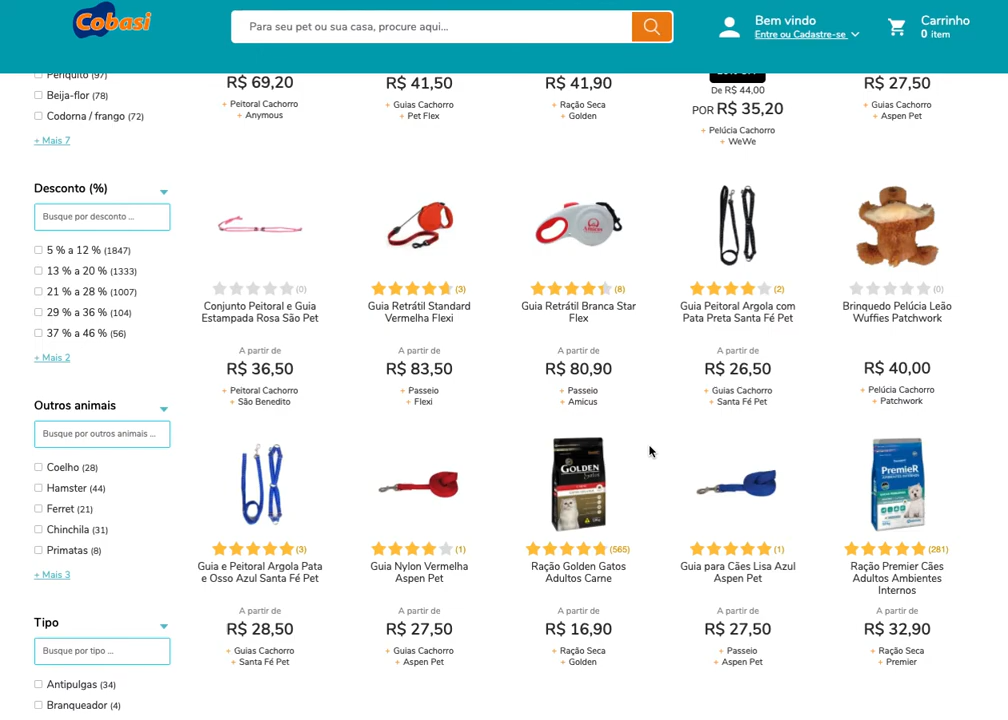 Cobasi
Para seu pet ou sua casa, procure aqui...
Bem vindo
Entre ou Cadastre-se
Carrinho
0 item
Periquito (97)
Beija-flor (78)
Codorna / frango (72)
+ Mais 7
R$ 69,20
+ Peitoral Cachorro
+ Anymous
R$ 41,50
+ Guias Cachorro
+ Pet Flex
R$ 41,90
+ Ração Seca
+ Golden
De R$ 44,00
POR R$ 35,20
+ Pelúcia Cachorro
+ WeWe
R$ 27,50
+ Guias Cachorro
+ Aspen Pet
Desconto (%)
Busque por desconto ...
5 % a 12 % (1847)
13 % a 20 % (1333)
21 % a 28 % (1007)
29 % a 36 % (104)
37 % a 46 % (56)
+ Mais 2
(0)
Conjunto Peitoral e Guia
Estampada Rosa São Pet
A partir de
R$ 36,50
+ Peitoral Cachorro
+ São Benedito
(3)
Guia Retrátil Standard
Vermelha Flexi
A partir de
R$ 83,50
+ Passeio
+ Flexi
(8)
Guia Retrátil Branca Star
Flex
A partir de
R$ 80,90
+ Passeio
+ Amicus
(2)
Guia Peitoral Argola com
Pata Preta Santa Fé Pet
A partir de
R$ 26,50
+ Guias Cachorro
+ Santa Fé Pet
(0)
Brinquedo Pelúcia Leão
Wuffies Patchwork
R$ 40,00
+ Pelúcia Cachorro
+ Patchwork
Outros animais
Busque por outros animais ...
Coelho (28)
Hamster (44)
Ferret (21)
Chinchila (31)
Primatas (8)
+ Mais 3
(3)
Guia e Peitoral Argola Pata
e Osso Azul Santa Fé Pet
A partir de
R$ 28,50
+ Guias Cachorro
+ Santa Fé Pet
(1)
Guia Nylon Vermelha
Aspen Pet
A partir de
R$ 27,50
+ Guias Cachorro
+ Aspen Pet
GOLDEN
(565)
Ração Golden Gatos
Adultos Carne
A partir de
R$ 16,90
+ Ração Seca
+ Golden
(1)
Guia para Cães Lisa Azul
Aspen Pet
A partir de
R$ 27,50
+ Passeio
+ Aspen Pet
PREMIER
(281)
Ração Premier Cães
Adultos Ambientes
Internos
A partir de
R$ 32,90
+ Ração Seca
+ Premier
Tipo
Busque por tipo ...
Antipulgas (34)
Branqueador (4)